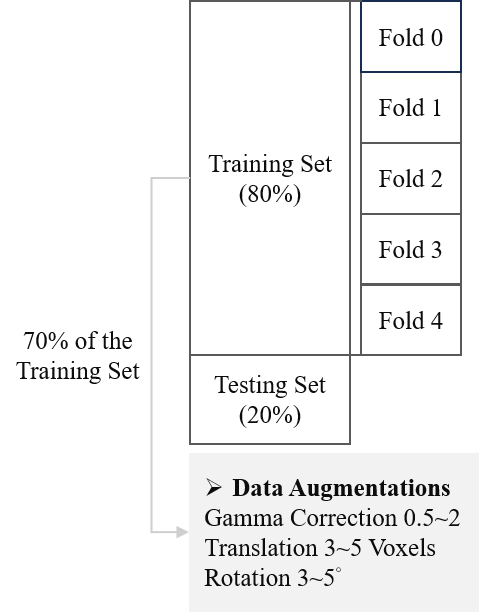 Training Set
(80%)
Fold 0
Fold 1
Fold 2
Fold 3
Fold 4
70% of the
Training Set
Testing Set
(20%)
➢ Data Augmentations
Gamma Correction 0.5~2
Translation 3~5 Voxels
Rotation 3~5°